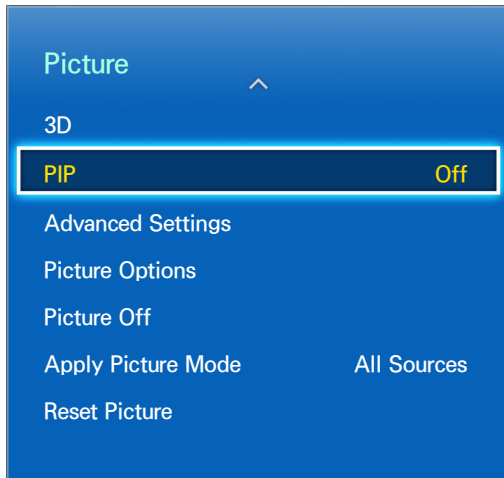 Picture
3D
PIP Off
Advanced Settings
Picture Options
Picture Off
Apply Picture Mode All Sources
Reset Picture